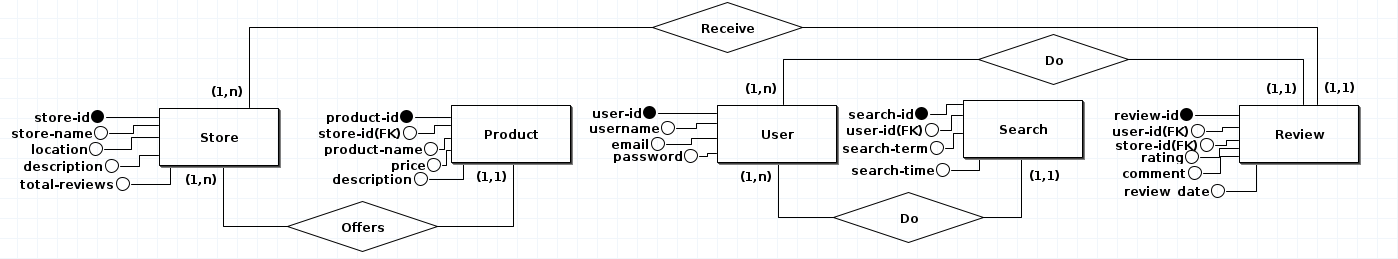 Receive
Do
(1,n)
(1,n)
(1,1)
(1,1)
store-id
store-name
location
description
total-reviews
Store
(1,n)
product-id
store-id(FK)
product-name
price
description
Product
(1,1)
Offers
user-id
username
email
password
User
(1,n)
search-id
user-id(FK)
search-term
search-time
Search
(1,1)
Do
review-id
user-id(FK)
store-id(FK)
rating
comment
review date
Review